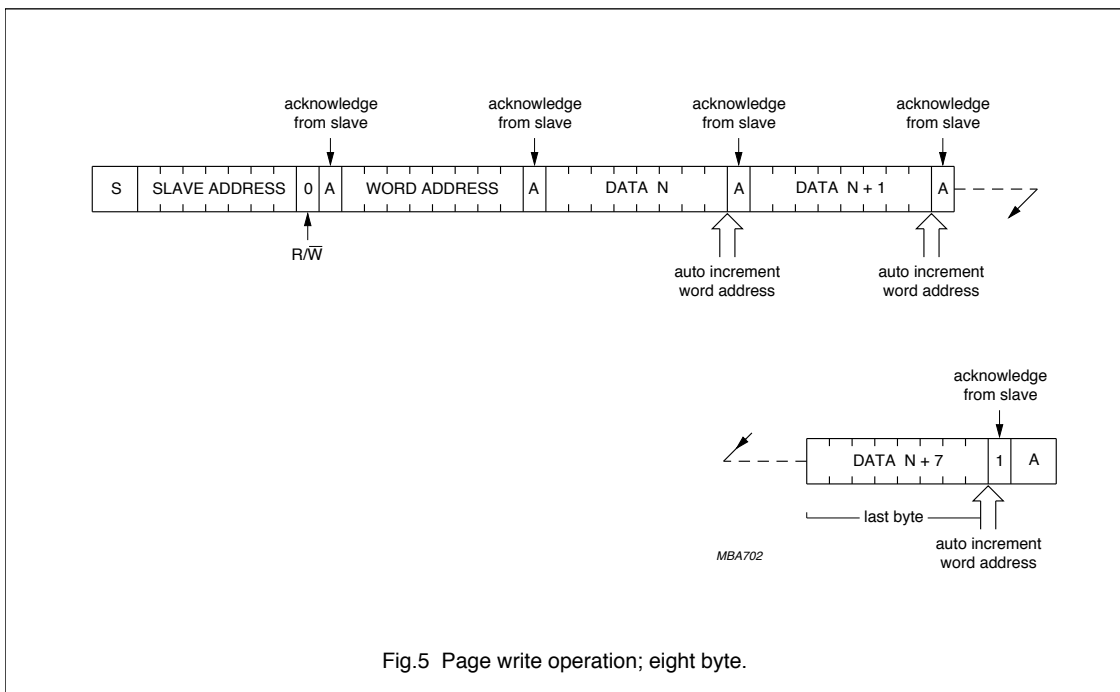 acknowledge
from slave
acknowledge
from slave
acknowledge
from slave
acknowledge
from slave
S
SLAVE ADDRESS
0
A
WORD ADDRESS
A
DATA N
A
DATA N + 1
A
R/W̅
auto increment
word address
auto increment
word address
acknowledge
from slave
DATA N + 7
1
A
last byte
auto increment
word address
MBA702
Fig.5 Page write operation; eight byte.